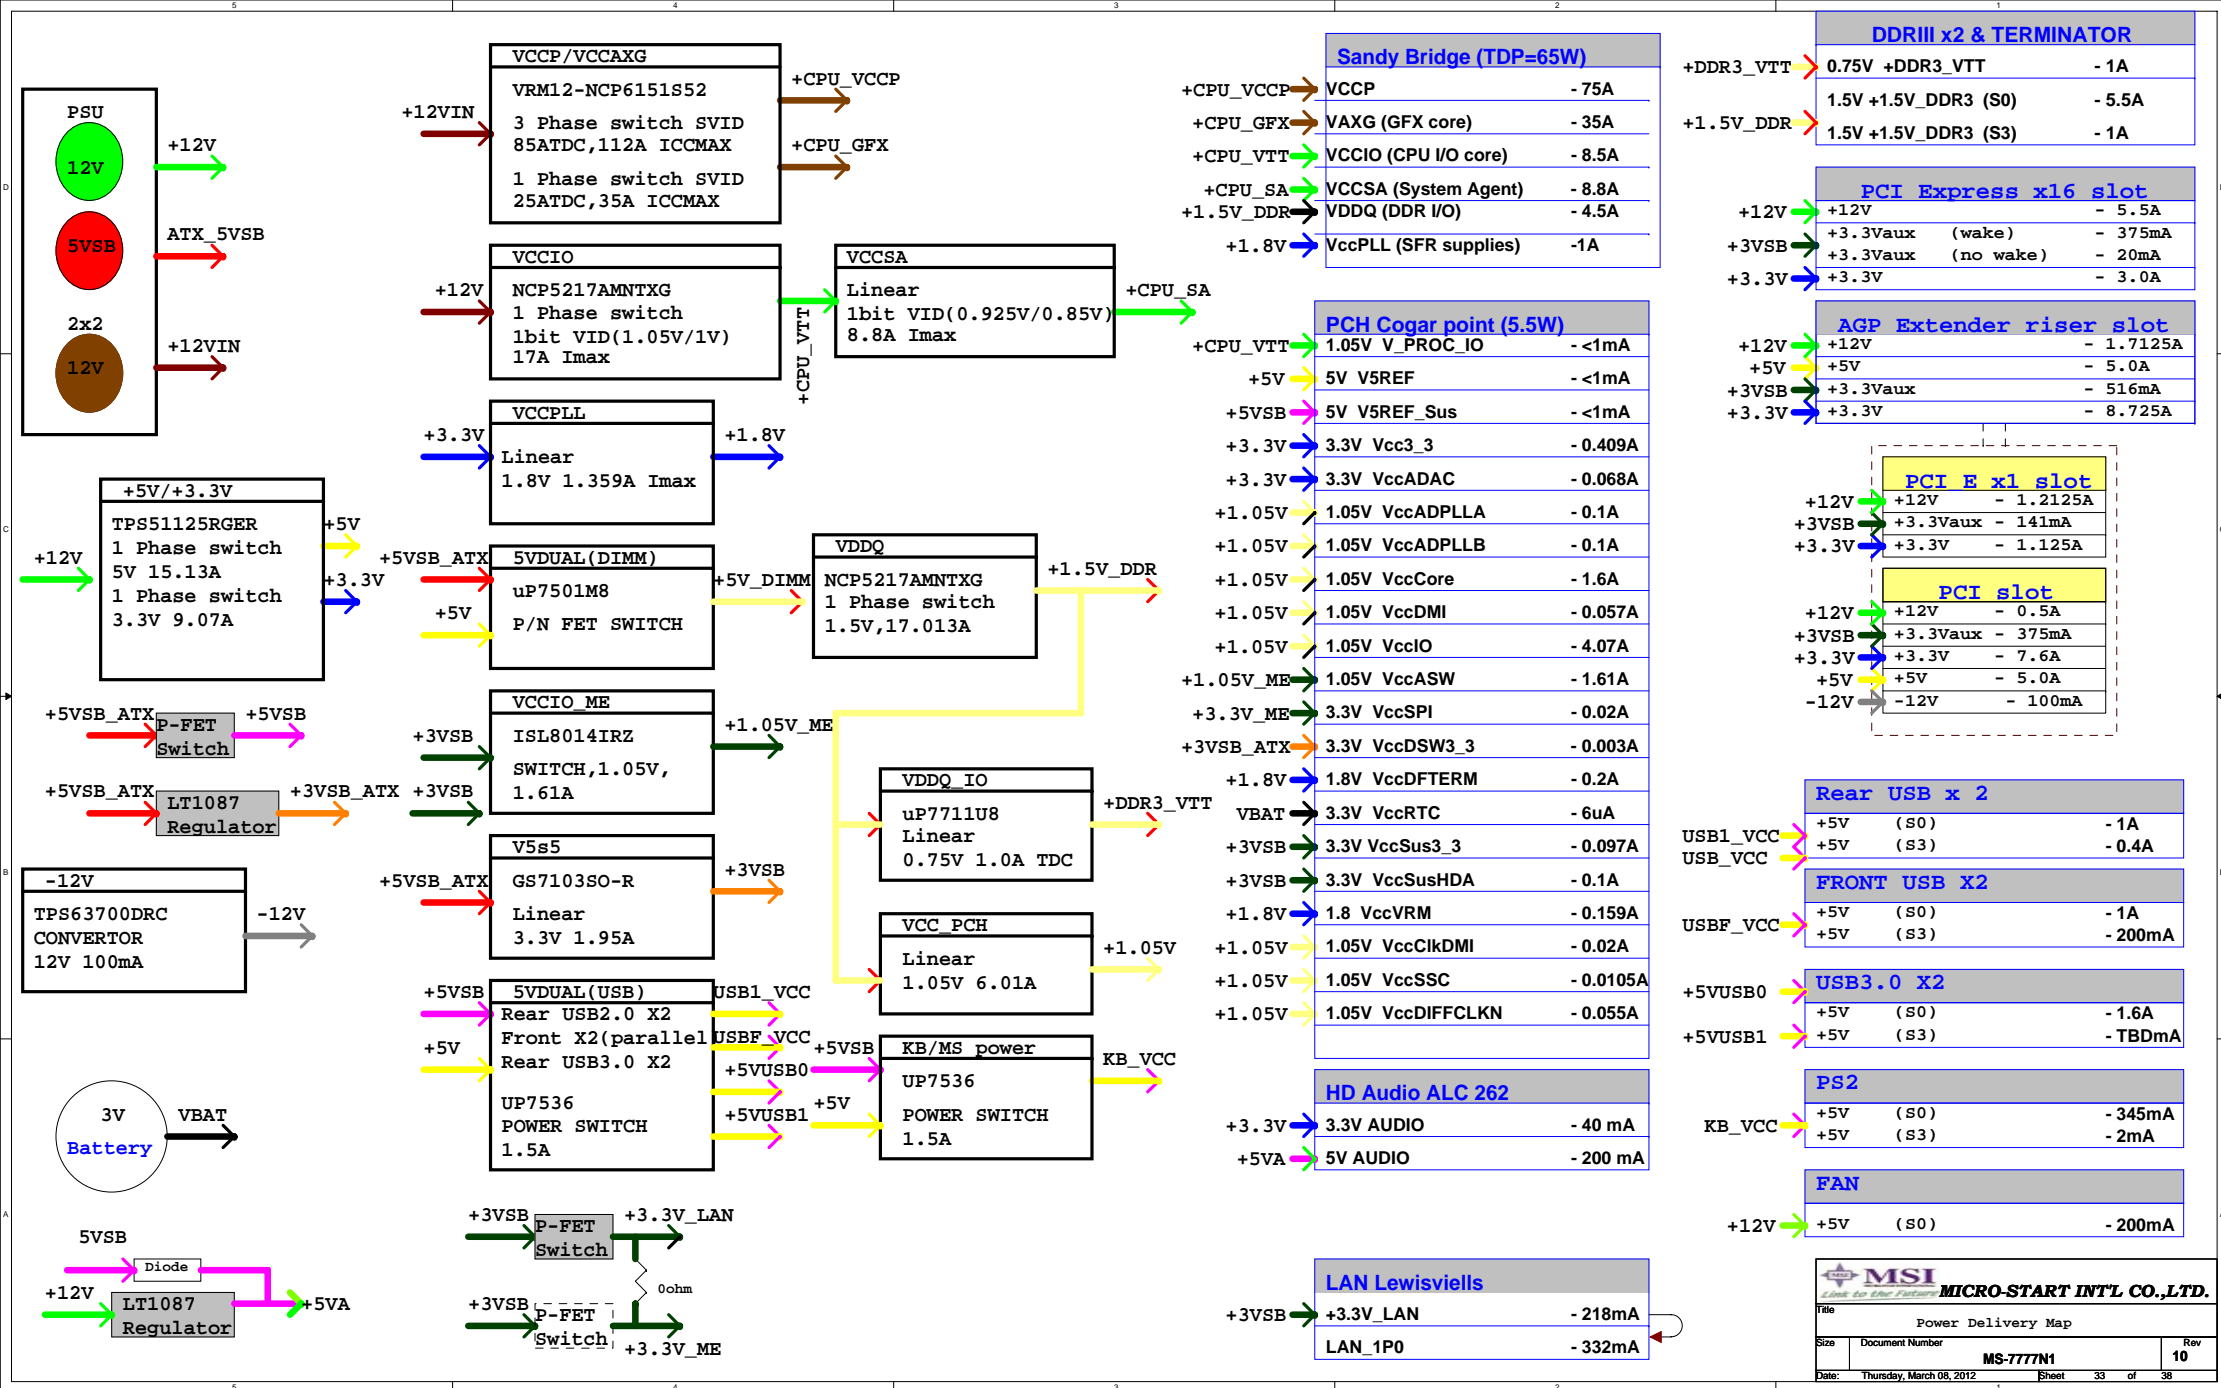 5
4
3
2
1
D
C
B
A
PSU
12V
+12V
5VSB
ATX_5VSB
2x2
12V
+12VIN
+5V/+3.3V
TPS51125RGER
1 Phase switch
5V 15.13A
1 Phase switch
3.3V 9.07A
+12V
+5V
+3.3V
+5VSB_ATX
P-FET
Switch
+5VSB
+5VSB_ATX
LT1087
Regulator
+3VSB_ATX
-12V
TPS63700DRC
CONVERTOR
12V 100mA
-12V
3V
Battery
VBAT
5VSB
Diode
+12V
LT1087
Regulator
+5VA
VCCP/VCCAXG
VRM12-NCP6151S52
3 Phase switch SVID
85ATDC,112A ICCMAX
1 Phase switch SVID
25ATDC,35A ICCMAX
+12VIN
+CPU_VCCP
+CPU_GFX
VCCIO
NCP5217AMNTXG
1 Phase switch
1bit VID(1.05V/1V)
17A Imax
+12V
+CPU_VTT
VCCSA
Linear
1bit VID(0.925V/0.85V)
8.8A Imax
+CPU_SA
VCCPLL
Linear
1.8V 1.359A Imax
+3.3V
+1.8V
5VDUAL(DIMM)
uP7501M8
P/N FET SWITCH
+5VSB_ATX
+5V
+5V_DIMM
VDDQ
NCP5217AMNTXG
1 Phase switch
1.5V,17.013A
+1.5V_DDR
VCCIO_ME
ISL8014IRZ
SWITCH,1.05V,
1.61A
+3VSB
+3VSB
+1.05V_ME
V5s5
GS7103SO-R
Linear
3.3V 1.95A
+5VSB_ATX
+3VSB
VDDQ_IO
uP7711U8
Linear
0.75V 1.0A TDC
+DDR3_VTT
VCC_PCH
Linear
1.05V 6.01A
+1.05V
5VDUAL(USB)
Rear USB2.0 X2
Front X2(parallel
Rear USB3.0 X2
UP7536
POWER SWITCH
1.5A
+5VSB
+5V
USB1_VCC
USBF_VCC
+5VUSB0
+5VUSB1
KB/MS power
UP7536
POWER SWITCH
1.5A
+5VSB
+5V
KB_VCC
+3VSB
P-FET
Switch
+3.3V_LAN
0ohm
+3VSB
P-FET
Switch
+3.3V_ME
Sandy Bridge (TDP=65W)
+CPU_VCCP VCCP - 75A
+CPU_GFX VAXG (GFX core) - 35A
+CPU_VTT VCCIO (CPU I/O core) - 8.5A
+CPU_SA VCCSA (System Agent) - 8.8A
+1.5V_DDR VDDQ (DDR I/O) - 4.5A
+1.8V VccPLL (SFR supplies) -1A
PCH Cogar point (5.5W)
+CPU_VTT 1.05V V_PROC_IO - <1mA
+5V 5V V5REF - <1mA
+5VSB 5V V5REF_Sus - <1mA
+3.3V 3.3V Vcc3_3 - 0.409A
+3.3V 3.3V VccADAC - 0.068A
+1.05V 1.05V VccADPLLA - 0.1A
+1.05V 1.05V VccADPLLB - 0.1A
+1.05V 1.05V VccCore - 1.6A
+1.05V 1.05V VccDMI - 0.057A
+1.05V 1.05V VccIO - 4.07A
+1.05V_ME 1.05V VccASW - 1.61A
+3.3V_ME 3.3V VccSPI - 0.02A
+3VSB_ATX 3.3V VccDSW3_3 - 0.003A
+1.8V 1.8V VccDFTERM - 0.2A
VBAT 3.3V VccRTC - 6uA
+3VSB 3.3V VccSus3_3 - 0.097A
+3VSB 3.3V VccSusHDA - 0.1A
+1.8V 1.8 VccVRM - 0.159A
+1.05V 1.05V VccClkDMI - 0.02A
+1.05V 1.05V VccSSC - 0.0105A
+1.05V 1.05V VccDIFFCLKN - 0.055A
HD Audio ALC 262
+3.3V 3.3V AUDIO - 40 mA
+5VA 5V AUDIO - 200 mA
LAN Lewisviells
+3VSB +3.3V_LAN - 218mA
LAN_1P0 - 332mA
DDRIII x2 & TERMINATOR
+DDR3_VTT 0.75V +DDR3_VTT - 1A
1.5V +1.5V_DDR3 (S0) - 5.5A
+1.5V_DDR 1.5V +1.5V_DDR3 (S3) - 1A
PCI Express x16 slot
+12V +12V - 5.5A
+3.3Vaux (wake) - 375mA
+3VSB +3.3Vaux (no wake) - 20mA
+3.3V +3.3V - 3.0A
AGP Extender riser slot
+12V +12V - 1.7125A
+5V +5V - 5.0A
+3VSB +3.3Vaux - 516mA
+3.3V +3.3V - 8.725A
PCI_E x1 slot
+12V +12V - 1.2125A
+3VSB +3.3Vaux - 141mA
+3.3V +3.3V - 1.125A
PCI slot
+12V +12V - 0.5A
+3VSB +3.3Vaux - 375mA
+3.3V +3.3V - 7.6A
+5V +5V - 5.0A
-12V -12V - 100mA
Rear USB x 2
USB1_VCC +5V (S0) - 1A
USB_VCC +5V (S3) - 0.4A
FRONT USB X2
+5V (S0) - 1A
USBF_VCC +5V (S3) - 200mA
USB3.0 X2
+5VUSB0
+5V (S0) - 1.6A
+5VUSB1 +5V (S3) - TBDmA
PS2
+5V (S0) - 345mA
KB_VCC +5V (S3) - 2mA
FAN
+12V +5V (S0) - 200mA
MSI
Link to the Future
MICRO-START INT'L CO.,LTD.
Title
Power Delivery Map
Size Document Number Rev
MS-7777N1 10
Date: Thursday, March 08, 2012 Sheet 33 of 38
5
4
3
2
1